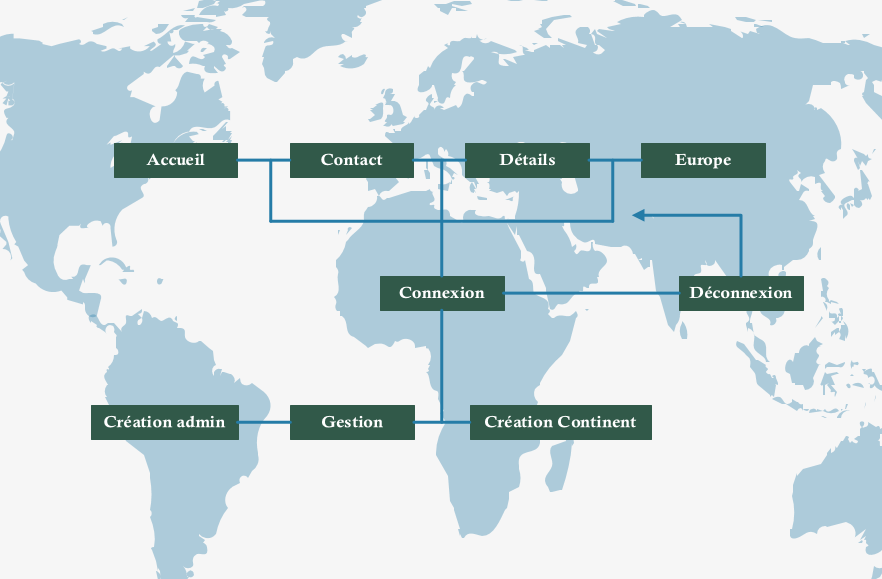 Accueil
Contact
Détails
Europe
Connexion
Déconnexion
Création admin
Gestion
Création Continent